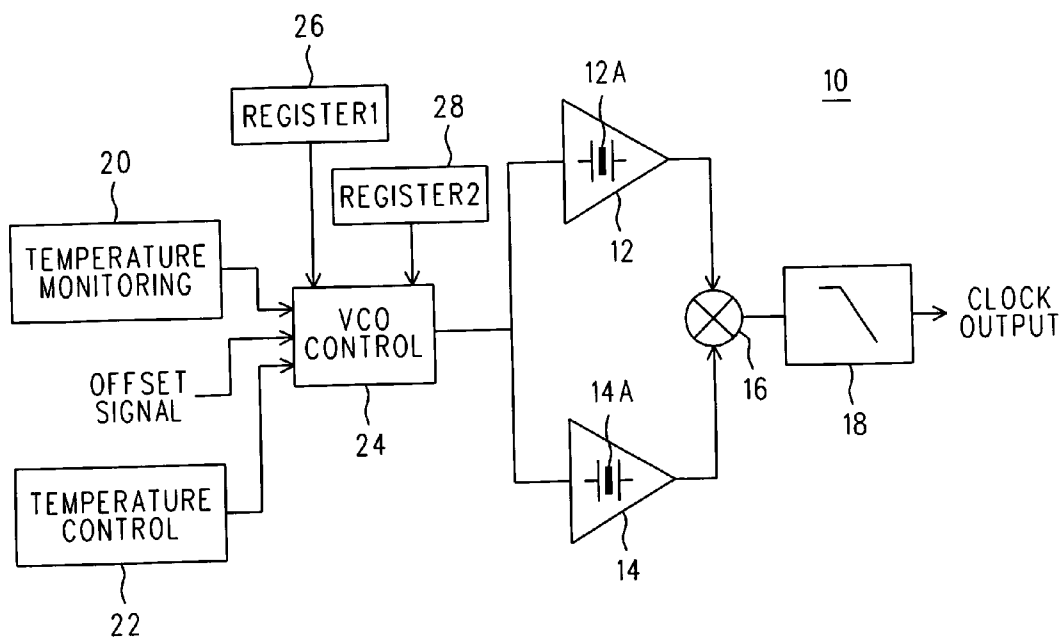 26
REGISTER1
28
REGISTER2
20
TEMPERATURE
MONITORING
VCO
CONTROL
24
OFFSET
SIGNAL
TEMPERATURE
CONTROL
22
12A
12
14A
14
10
16
18
CLOCK
OUTPUT